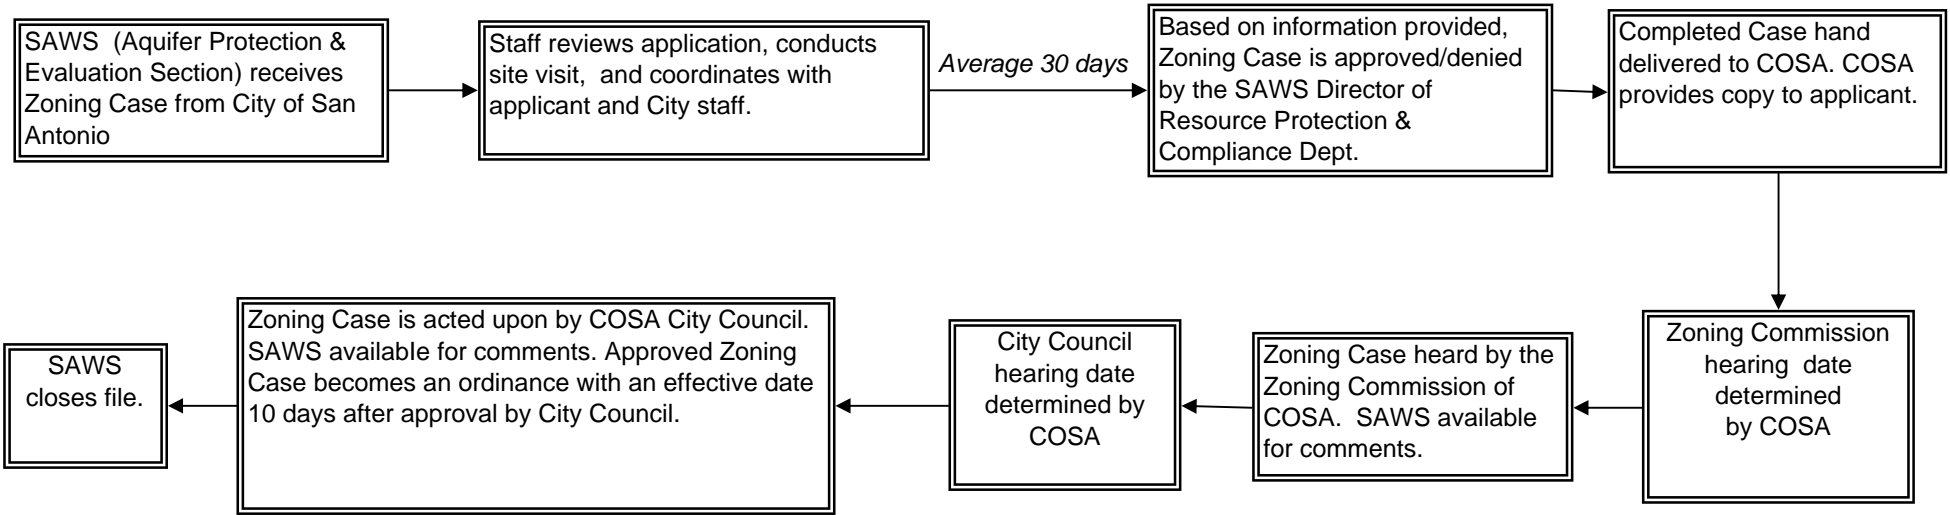 SAWS  (Aquifer Protection &
Evaluation Section) receives
Zoning Case from City of San
Antonio
Staff reviews application, conducts
site visit,  and coordinates with
applicant and City staff.
Average 30 days
Based on information provided,
Zoning Case is approved/denied
by the SAWS Director of
Resource Protection &
Compliance Dept.
Completed Case hand
delivered to COSA. COSA
provides copy to applicant.
Zoning Commission
hearing  date
determined
by COSA
Zoning Case heard by the
Zoning Commission of
COSA.  SAWS available
for comments.
City Council
hearing date
determined by
COSA
Zoning Case is acted upon by COSA City Council.
SAWS available for comments. Approved Zoning
Case becomes an ordinance with an effective date
10 days after approval by City Council.
SAWS
closes file.